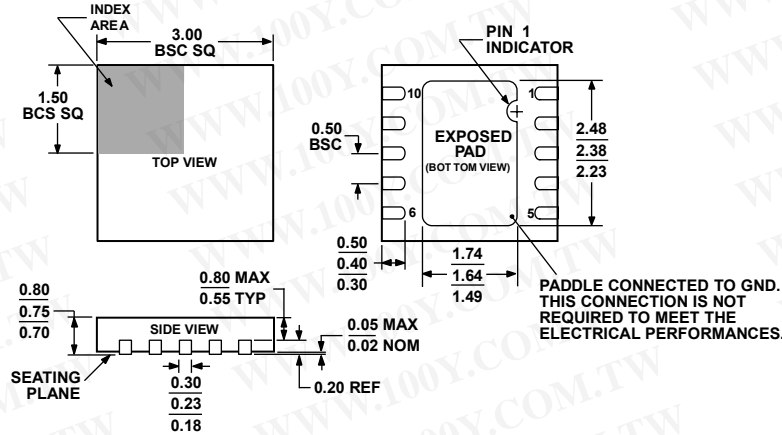 INDEX
AREA
3.00
BSC SQ
1.50
BCS SQ
TOP VIEW
PIN 1
INDICATOR
10
1
0.50
BSC
EXPOSED
PAD
(BOT TOM VIEW)
2.48
2.38
2.23
6
5
0.50
0.40
0.30
1.74
1.64
1.49
PADDLE CONNECTED TO GND.
THIS CONNECTION IS NOT
REQUIRED TO MEET THE
ELECTRICAL PERFORMANCES.
0.80
0.75
0.70
0.80 MAX
0.55 TYP
SIDE VIEW
0.05 MAX
0.02 NOM
SEATING
PLANE
0.30
0.23
0.18
0.20 REF
WWW.100Y.COM.TW